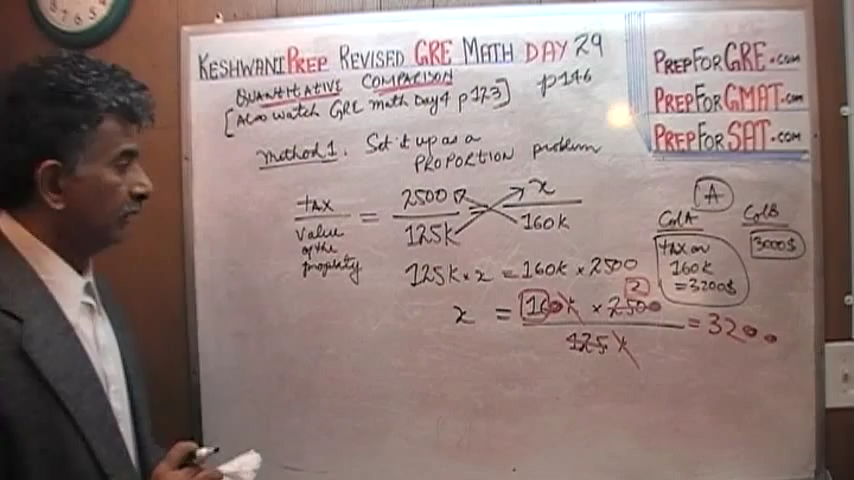 KESHWANIPREP REVISED GRE MATH DAY 29
QUANTITATIVE COMPARISON
[Also watch GRE math Day 4 p123]
p146
PREPFORGRE.COM
PREPFORGMAT.COM
PREPFORSAT.COM
Method 1. Set it up as a
PROPORTION problem
tax / Value of the property = 2500 / 125k = x / 160k
125k × x = 160k × 2500
x = 160k × 2500 / 125k = 3200
2
A
Col A
tax on
160k
= 3200$
Col B
3000$